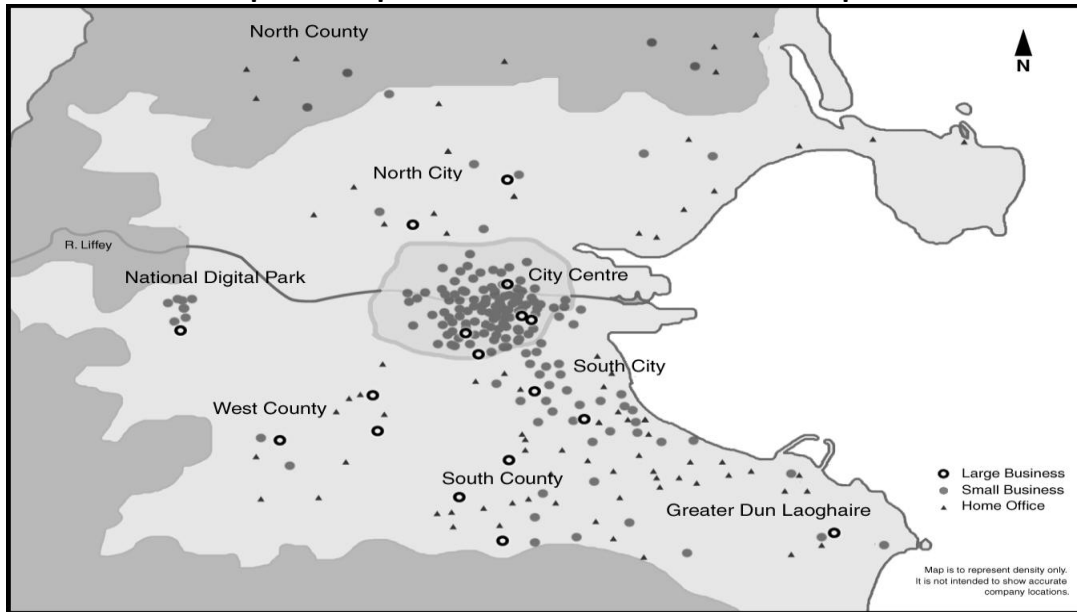 North County
N
North City
R. Liffey
National Digital Park
City Centre
South City
West County
South County
Greater Dun Laoghaire
Large Business
Small Business
Home Office
Map is to represent density only.
It is not intended to show accurate
company locations.